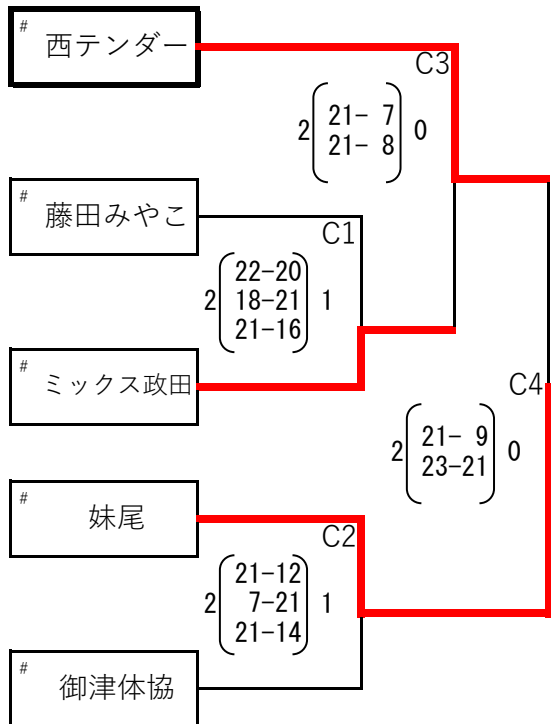 # 西テンダー
C3
21- 7
2 0
21- 8
# 藤田みやこ
C1
22-20
2 18-21 1
21-16
# ミックス政田
C4
21- 9
2 0
23-21
# 妹尾
C2
21-12
2 7-21 1
21-14
# 御津体協